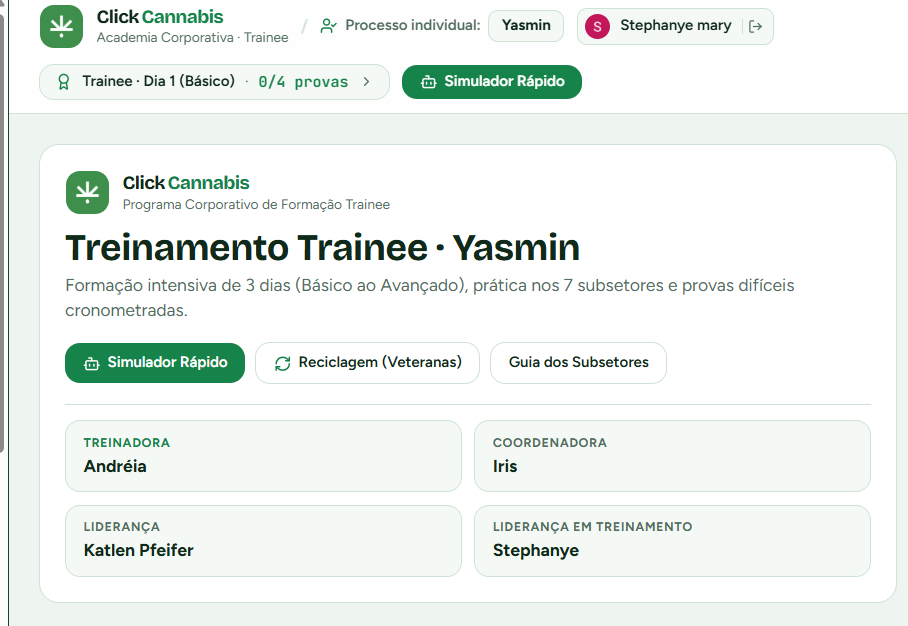 Click Cannabis
Academia Corporativa · Trainee
/
Processo individual:
Yasmin
S
Stephanye mary
Trainee · Dia 1 (Básico) · 0/4 provas
Simulador Rápido
Click Cannabis
Programa Corporativo de Formação Trainee
Treinamento Trainee · Yasmin
Formação intensiva de 3 dias (Básico ao Avançado), prática nos 7 subsetores e provas difíceis
cronometradas.
Simulador Rápido
Reciclagem (Veteranas)
Guia dos Subsetores
TREINADORA
Andréia
COORDENADORA
Iris
LIDERANÇA
Katlen Pfeifer
LIDERANÇA EM TREINAMENTO
Stephanye